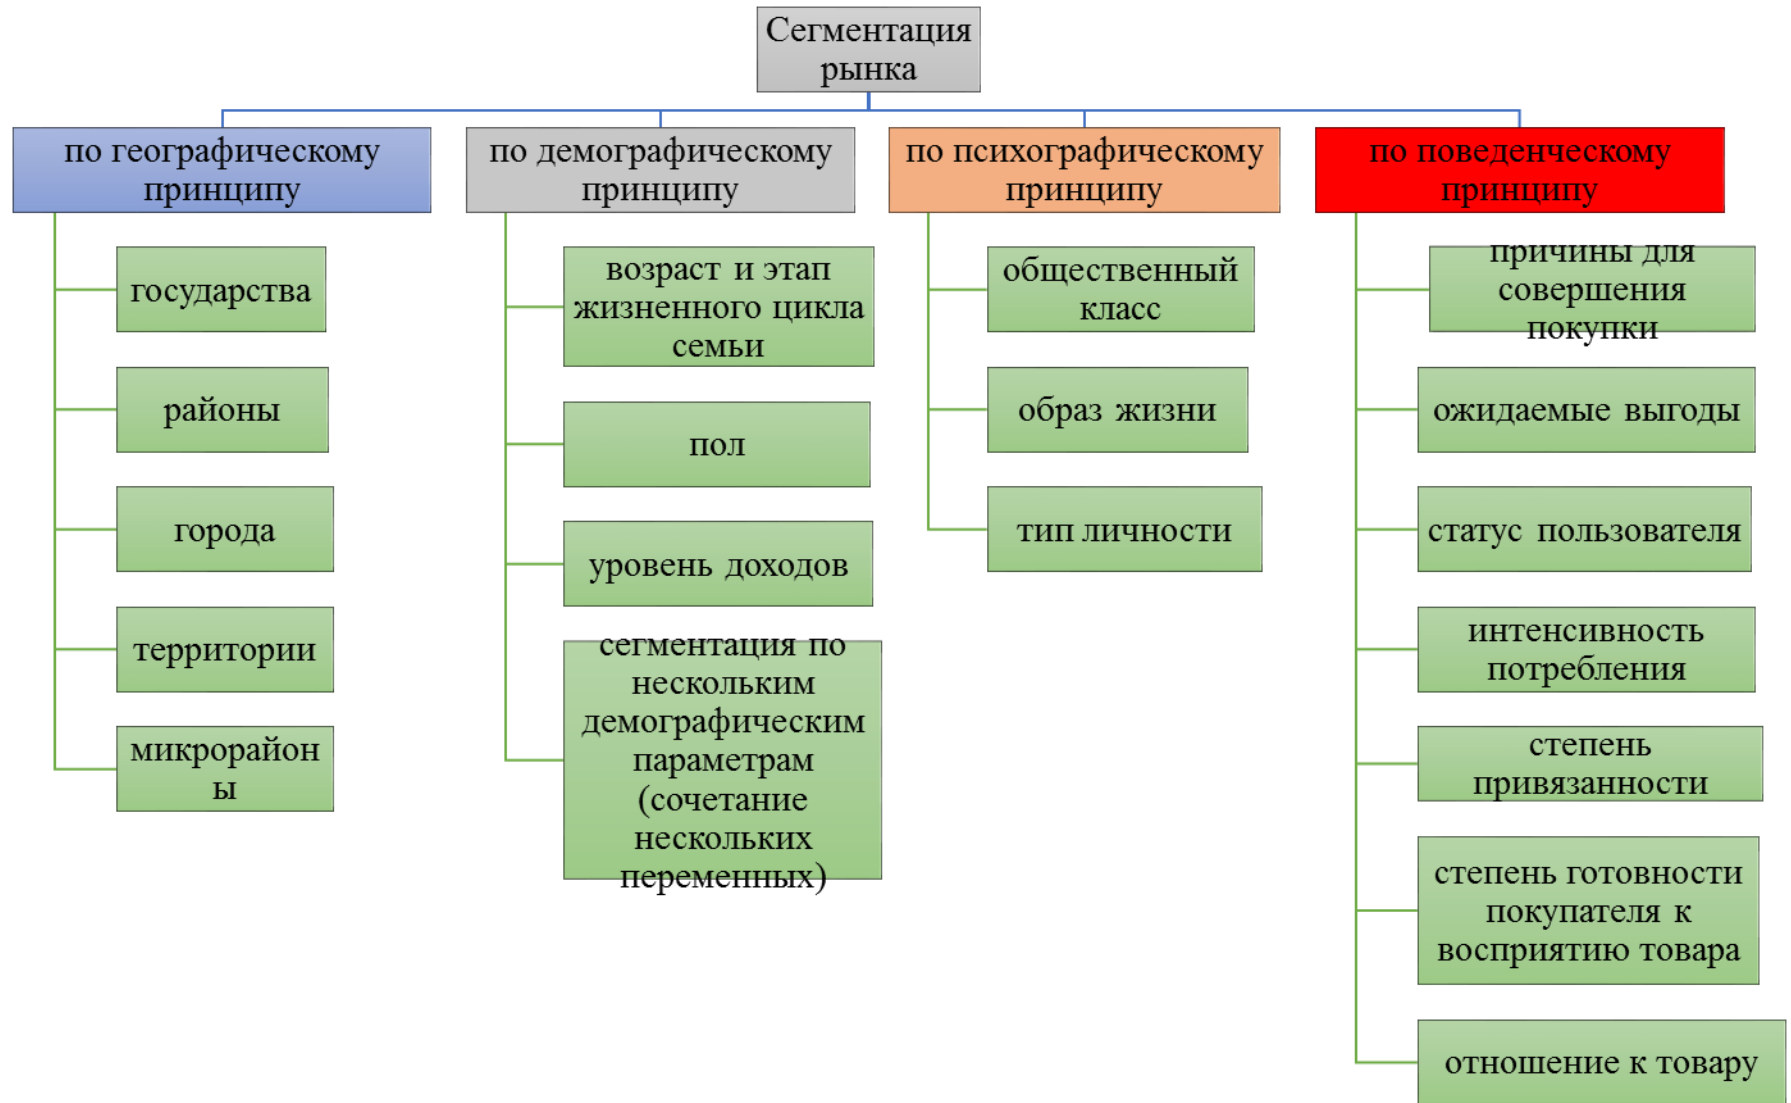 Сегментация
рынка
по географическому
принципу
государства
районы
города
территории
микрорайон
ы
по демографическому
принципу
возраст и этап
жизненного цикла
семьи
пол
уровень доходов
сегментация по
нескольким
демографическим
параметрам
(сочетание
нескольких
переменных)
по психографическому
принципу
общественный
класс
образ жизни
тип личности
по поведенческому
принципу
причины для
совершения
покупки
ожидаемые выгоды
статус пользователя
интенсивность
потребления
степень
привязанности
степень готовности
покупателя к
восприятию товара
отношение к товару